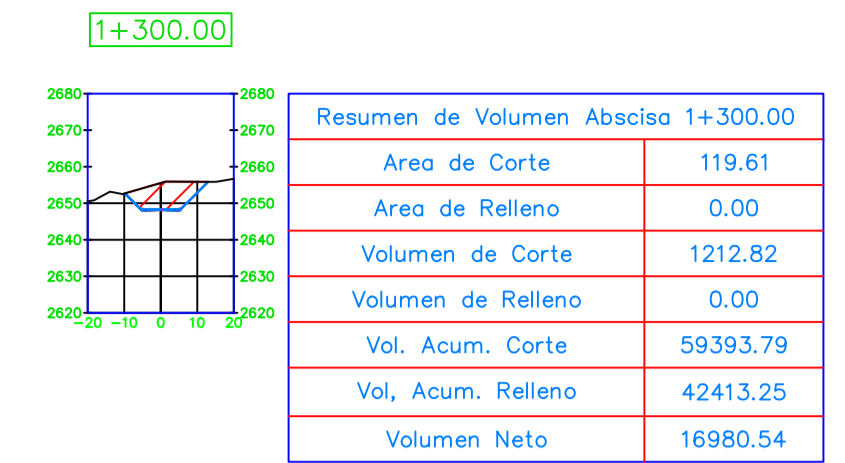 1+300.00
2680 2680
2670 2670
2660 2660
2650 2650
2640 2640
2630 2630
2620 2620
-20 -10 0 10 20
Resumen de Volumen Abscisa 1+300.00
Area de Corte 119.61
Area de Relleno 0.00
Volumen de Corte 1212.82
Volumen de Relleno 0.00
Vol. Acum. Corte 59393.79
Vol, Acum. Relleno 42413.25
Volumen Neto 16980.54